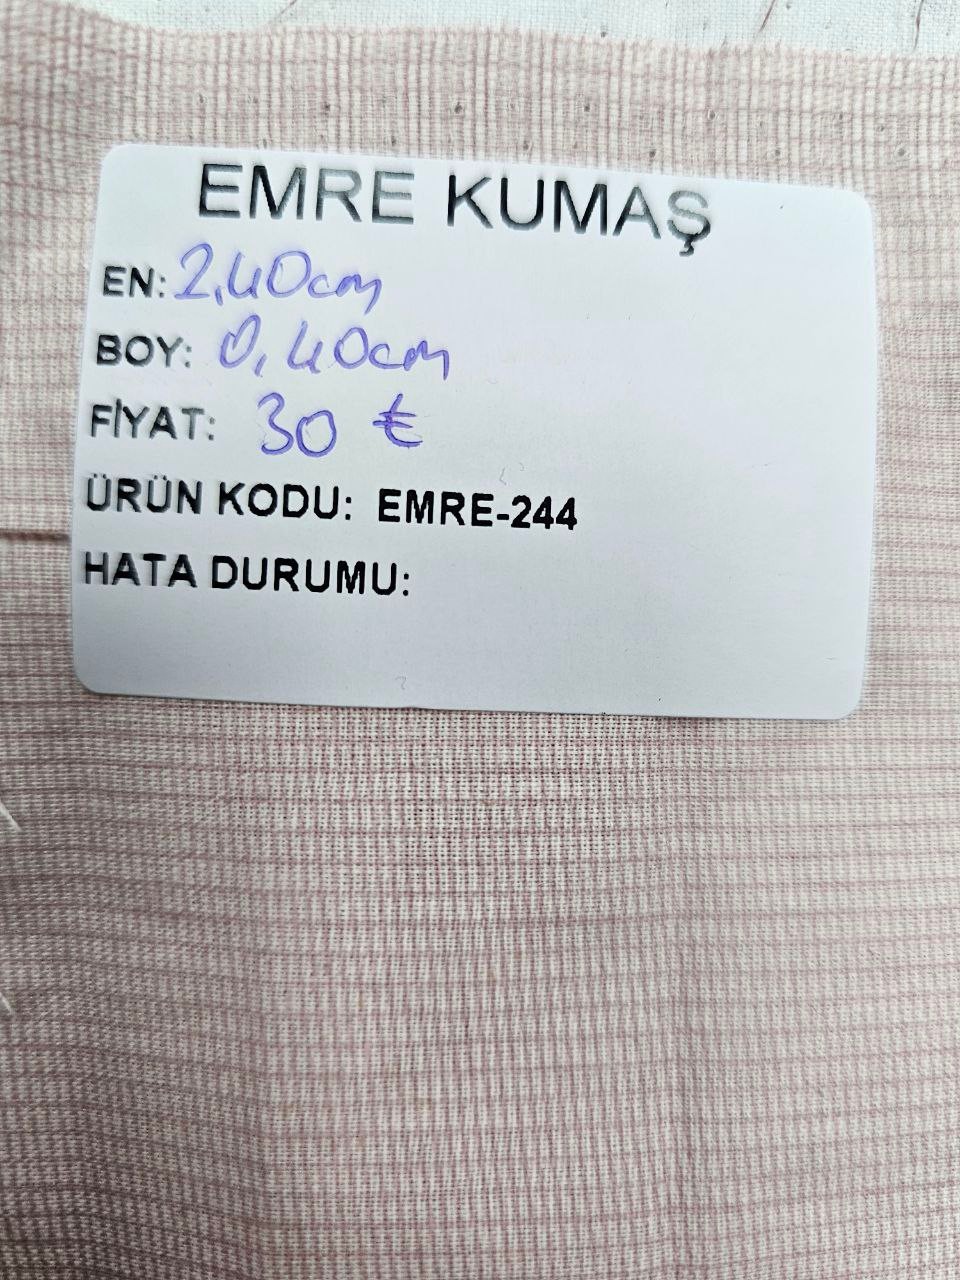 EMRE KUMAŞ
EN: 2,40cm
BOY: 0,40cm
FİYAT: 30 €
ÜRÜN KODU: EMRE-244
HATA DURUMU: